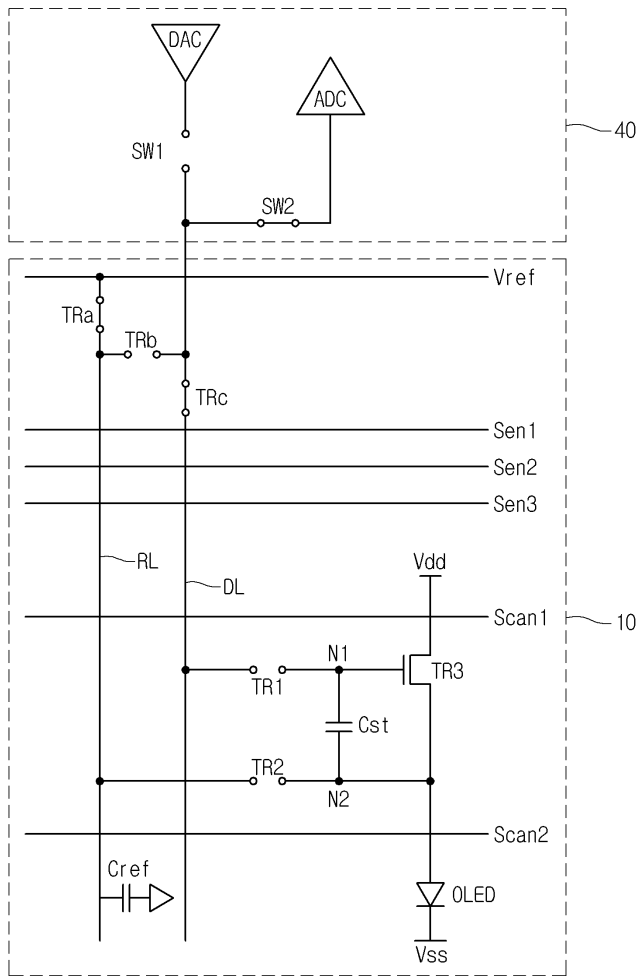 DAC
ADC
40
SW1
SW2
Vref
TRa
TRb
TRc
Sen1
Sen2
Sen3
RL
DL
Vdd
Scan1
10
N1
TR3
TR1
Cst
TR2
N2
Scan2
Cref
OLED
Vss